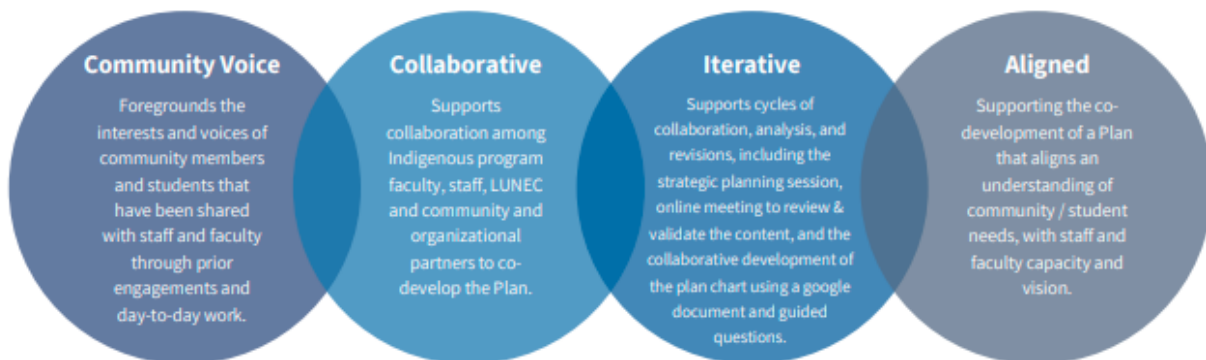 Community Voice
Foregrounds the
interests and voices of
community members
and students that
have been shared
with staff and faculty
through prior
engagements and
day-to-day work.
Collaborative
Supports
collaboration among
Indigenous program
faculty, staff, LUNEC
and community and
organizational
partners to co-
develop the Plan.
Iterative
Supports cycles of
collaboration, analysis, and
revisions, including the
strategic planning session,
online meeting to review &
validate the content, and the
collaborative development of
the plan chart using a google
document and guided
questions.
Aligned
Supporting the co-
development of a Plan
that aligns an
understanding of
community / student
needs, with staff and
faculty capacity and
vision.